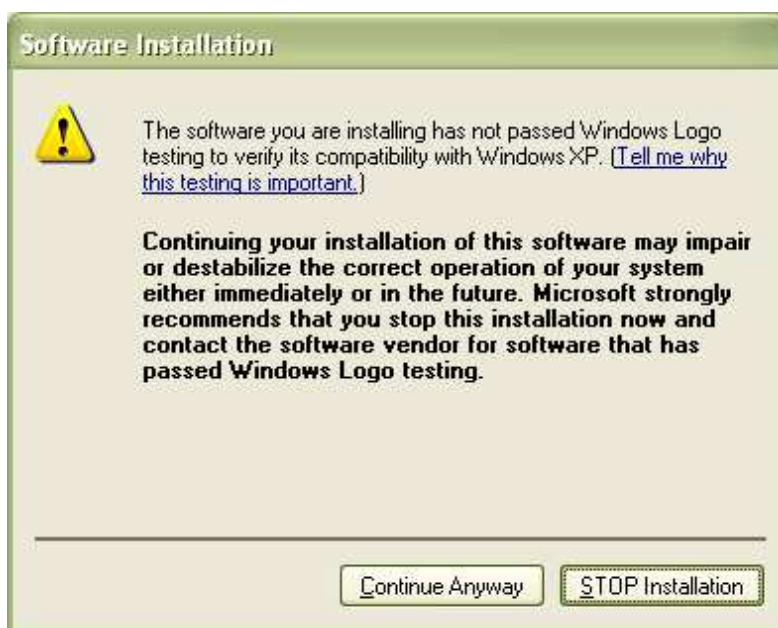 Software Installation
The software you are installing has not passed Windows Logo
testing to verify its compatibility with Windows XP. (Tell me why
this testing is important.)
Continuing your installation of this software may impair
or destabilize the correct operation of your system
either immediately or in the future. Microsoft strongly
recommends that you stop this installation now and
contact the software vendor for software that has
passed Windows Logo testing.
Continue Anyway
STOP Installation